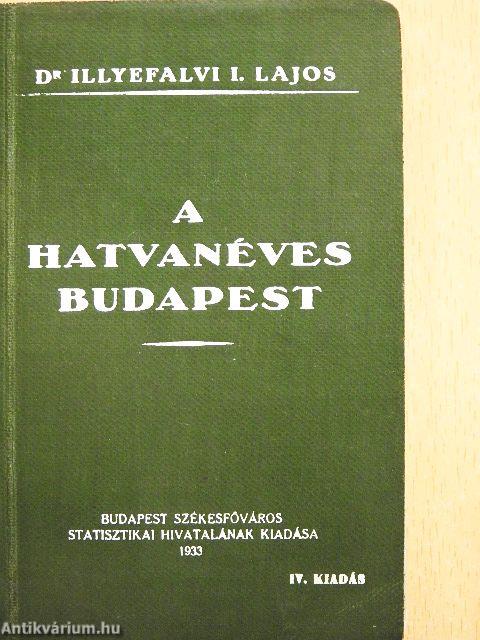 DR ILLYEFALVI I. LAJOS
A
HATVANÉVES
BUDAPEST
BUDAPEST SZÉKESFŐVÁROS
STATISZTIKAI HIVATALÁNAK KIADÁSA
1933
IV. KIADÁS
Antikvárium.hu